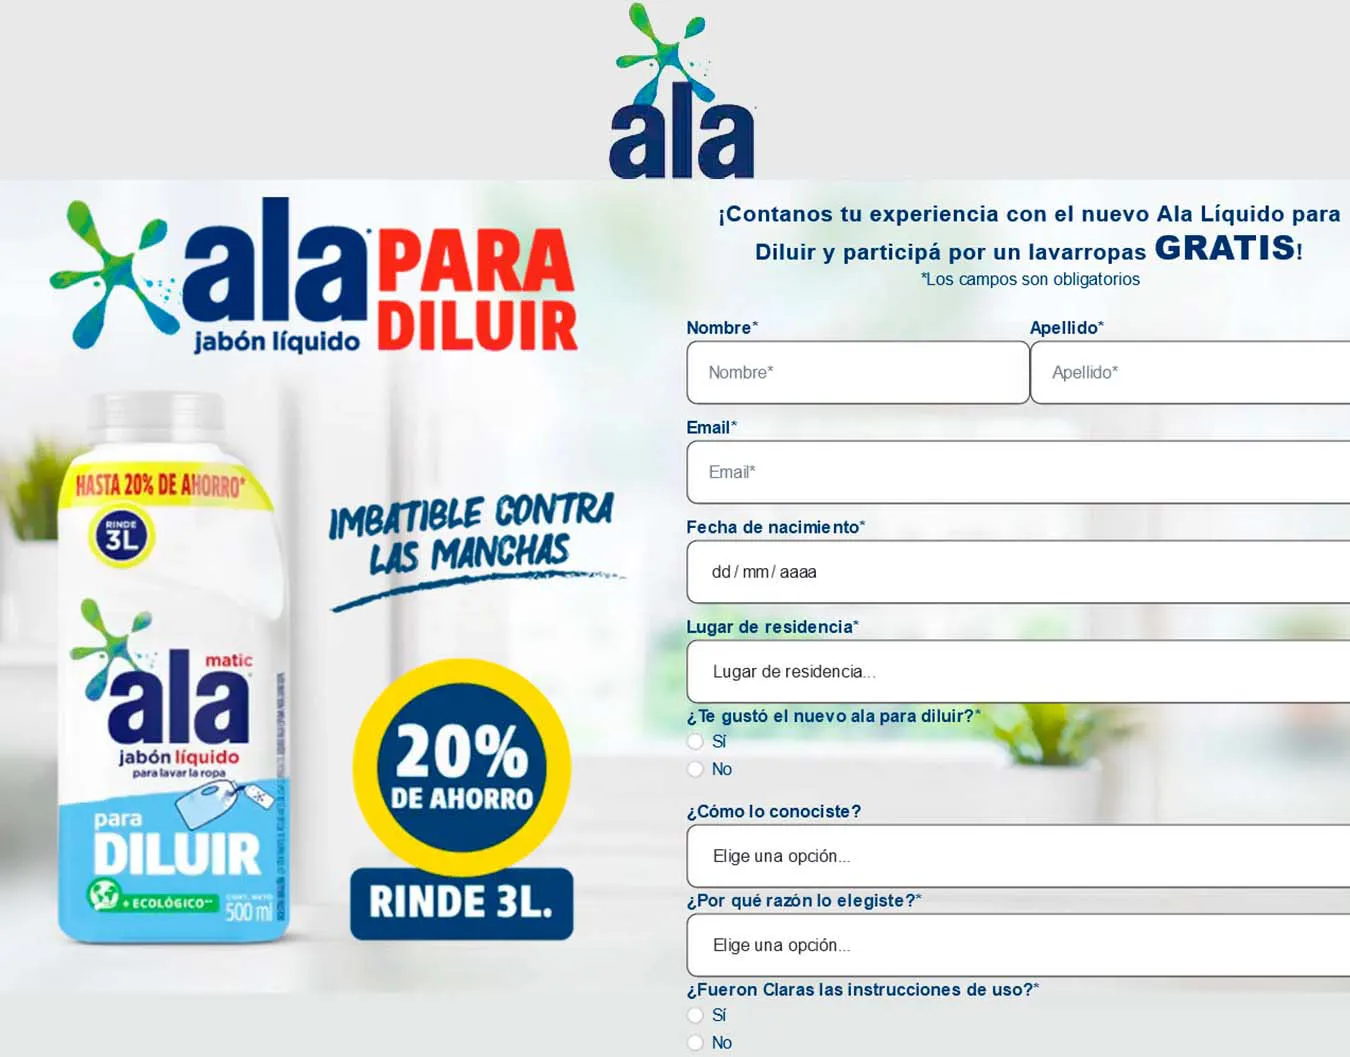 ala
ala PARA
DILUIR
jabón líquido
HASTA 20% DE AHORRO*
RINDE
3L
matic
ala
jabón líquido
para lavar la ropa
para
DILUIR
+ ECOLÓGICO**
CONT. NETO
500 ml
IMBATIBLE CONTRA
LAS MANCHAS
20%
DE AHORRO
RINDE 3L.
¡Contanos tu experiencia con el nuevo Ala Líquido para
Diluir y participá por un lavarropas GRATIS!
*Los campos son obligatorios
Nombre* Apellido*
Nombre* Apellido*
Email*
Email*
Fecha de nacimiento*
dd / mm / aaaa
Lugar de residencia*
Lugar de residencia...
¿Te gustó el nuevo ala para diluir?*
Sí
No
¿Cómo lo conociste?
Elige una opción...
¿Por qué razón lo elegiste?*
Elige una opción...
¿Fueron Claras las instrucciones de uso?*
Sí
No